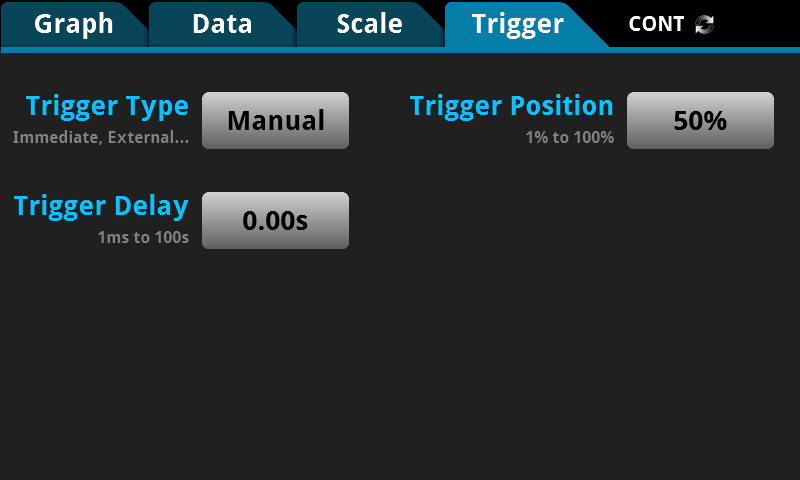 Graph
Data
Scale
Trigger
CONT
Trigger Type
Immediate, External...
Manual
Trigger Position
1% to 100%
50%
Trigger Delay
1ms to 100s
0.00s